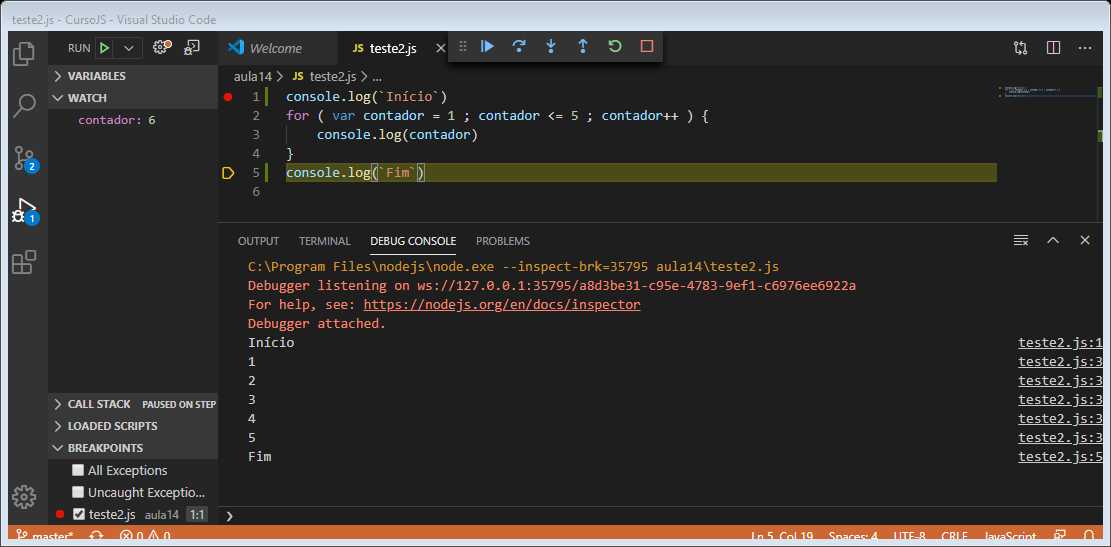 teste2.js - CursoJS - Visual Studio Code
RUN
Welcome
JS teste2.js
VARIABLES
WATCH
contador: 6
2
1
aula14 > JS teste2.js > ...
1 console.log(`Início`)
2 for ( var contador = 1 ; contador <= 5 ; contador++ ) {
3 console.log(contador)
4 }
5 console.log(`Fim`)
6
OUTPUT TERMINAL DEBUG CONSOLE PROBLEMS
C:\Program Files\nodejs\node.exe --inspect-brk=35795 aula14\teste2.js
Debugger listening on ws://127.0.0.1:35795/a8d3be31-c95e-4783-9ef1-c6976ee6922a
For help, see: https://nodejs.org/en/docs/inspector
Debugger attached.
Início teste2.js:1
1 teste2.js:3
2 teste2.js:3
3 teste2.js:3
4 teste2.js:3
5 teste2.js:3
Fim teste2.js:5
CALL STACK PAUSED ON STEP
LOADED SCRIPTS
BREAKPOINTS
All Exceptions
Uncaught Exceptio...
teste2.js aula14 1:1
master* 0 0 Ln 5, Col 19 Spaces: 4 UTF-8 CRLF JavaScript